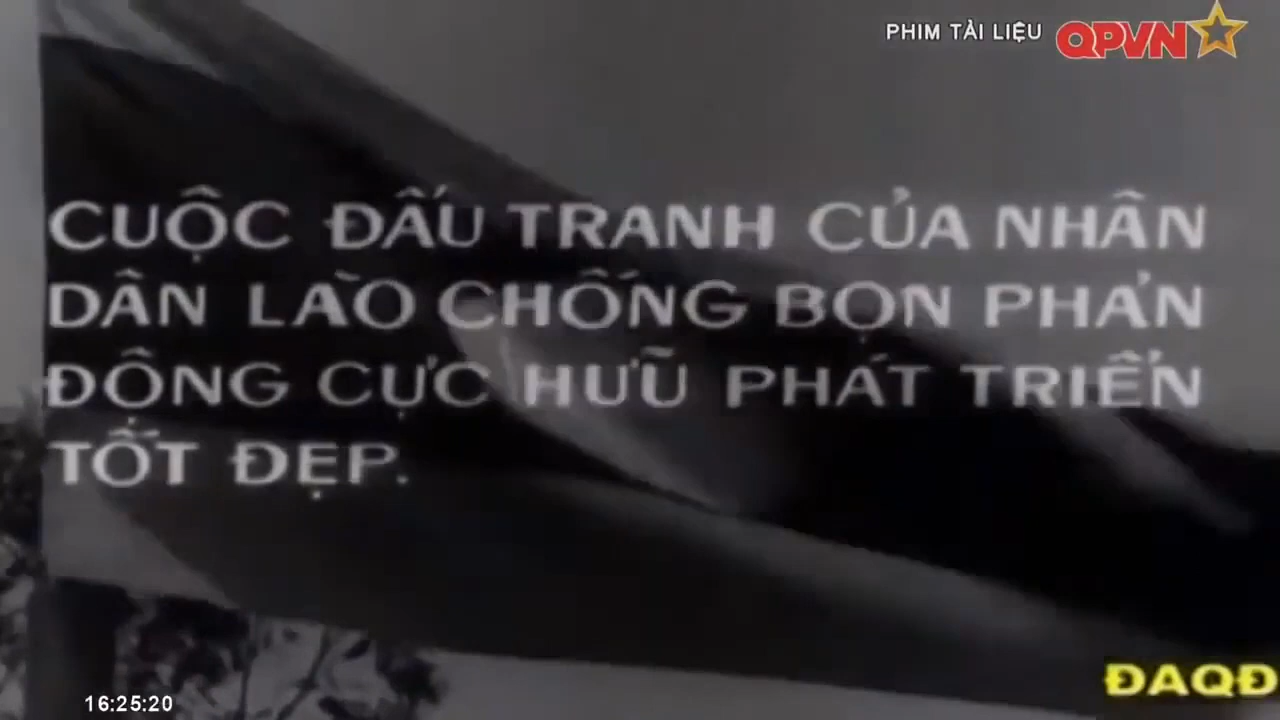 PHIM TÀI LIỆU QPVN
CUỘC ĐẤU TRANH CỦA NHÂN
DÂN LÀO CHỐNG BỌN PHẢN
ĐỘNG CỰC HỮU PHÁT TRIỂN
TỐT ĐẸP.
ĐAQĐ
16:25:20